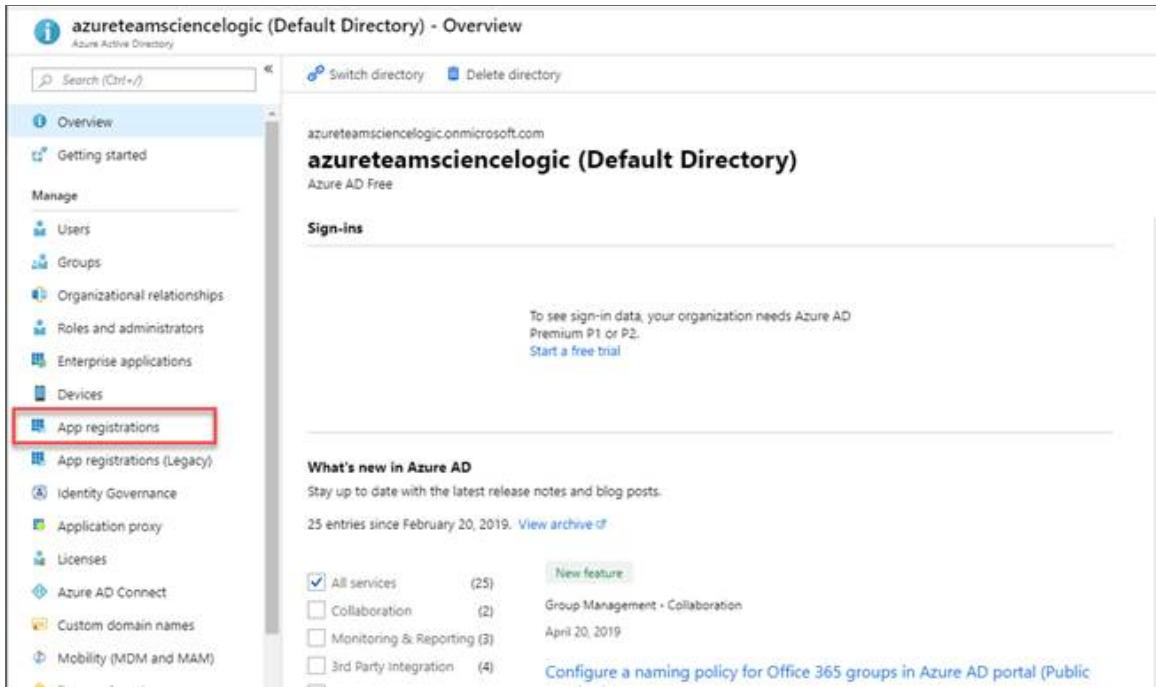 azureteamsciencelogic (Default Directory) - Overview
Azure Active Directory
Search (Ctrl+/)
Overview
Getting started
Manage
Users
Groups
Organizational relationships
Roles and administrators
Enterprise applications
Devices
App registrations
App registrations (Legacy)
Identity Governance
Application proxy
Licenses
Azure AD Connect
Custom domain names
Mobility (MDM and MAM)
Switch directory Delete directory
azureteamsciencelogic.onmicrosoft.com
azureteamsciencelogic (Default Directory)
Azure AD Free
Sign-ins
To see sign-in data, your organization needs Azure AD
Premium P1 or P2.
Start a free trial
What's new in Azure AD
Stay up to date with the latest release notes and blog posts.
25 entries since February 20, 2019. View archive
All services (25)
Collaboration (2)
Monitoring & Reporting (3)
3rd Party Integration (4)
New feature
Group Management - Collaboration
April 20, 2019
Configure a naming policy for Office 365 groups in Azure AD portal (Public